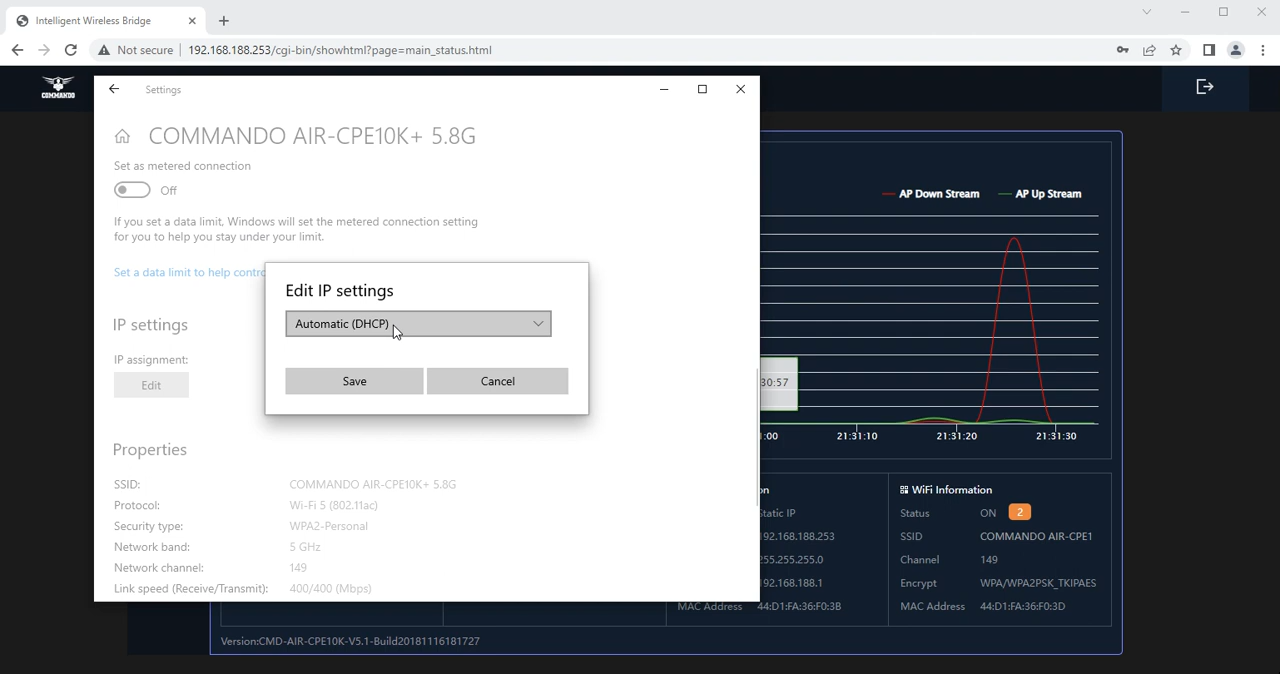 Intelligent Wireless Bridge
Not secure
192.168.188.253/cgi-bin/showhtml?page=main_status.html
COMMANDO
Settings
COMMANDO AIR-CPE10K+ 5.8G
Set as metered connection
Off
If you set a data limit, Windows will set the metered connection setting
for you to help you stay under your limit.
Set a data limit to help contro
Edit IP settings
Automatic (DHCP)
Save
Cancel
IP settings
IP assignment:
Edit
Properties
SSID: COMMANDO AIR-CPE10K+ 5.8G
Protocol: Wi-Fi 5 (802.11ac)
Security type: WPA2-Personal
Network band: 5 GHz
Network channel: 149
Link speed (Receive/Transmit): 400/400 (Mbps)
AP Down Stream
AP Up Stream
30:57
:00
21:31:10
21:31:20
21:31:30
on
Static IP
192.168.188.253
255.255.255.0
192.168.188.1
MAC Address 44:D1:FA:36:F0:3B
WiFi Information
Status ON 2
SSID COMMANDO AIR-CPE1
Channel 149
Encrypt WPA/WPA2PSK_TKIPAES
MAC Address 44:D1:FA:36:F0:3D
Version:CMD-AIR-CPE10K-V5.1-Build20181116181727